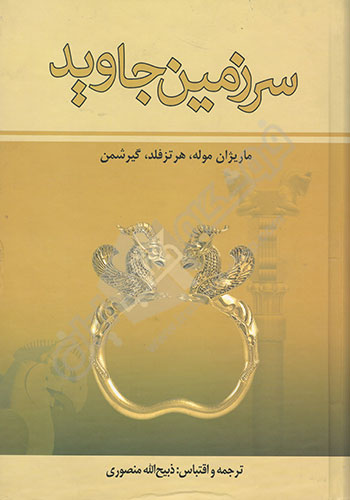 سرزمین جاوید
ماریژان موله، هرتزفلد، گیرشمن
ترجمه و اقتباس: ذبیح‌الله منصوری